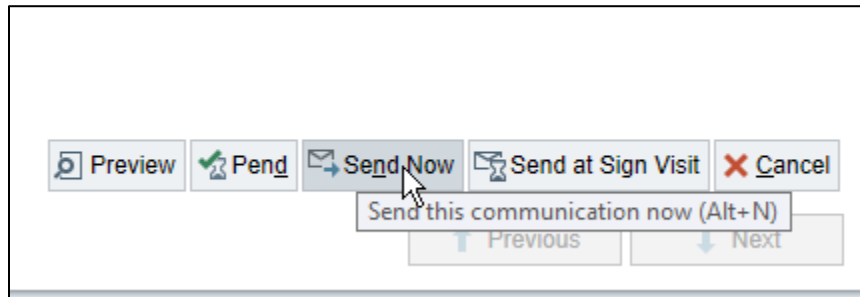 Preview Pend Send Now Send at Sign Visit Cancel
Send this communication now (Alt+N)
Previous Next